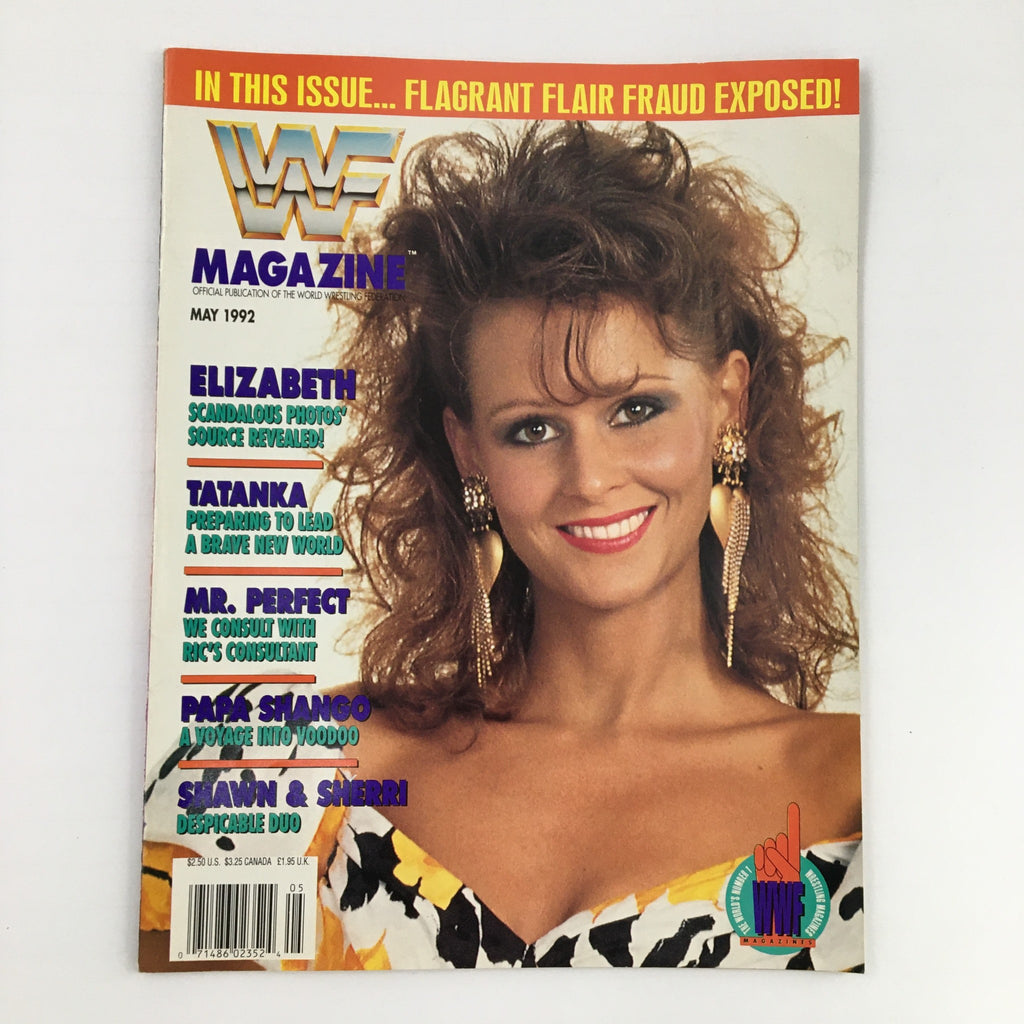 IN THIS ISSUE... FLAGRANT FLAIR FRAUD EXPOSED!
WF
MAGAZINE™
OFFICIAL PUBLICATION OF THE WORLD WRESTLING FEDERATION
MAY 1992
ELIZABETH
SCANDALOUS PHOTOS'
SOURCE REVEALED!
TATANKA
PREPARING TO LEAD
A BRAVE NEW WORLD
MR. PERFECT
WE CONSULT WITH
RIC'S CONSULTANT
PAPA SHANGO
A VOYAGE INTO VOODOO
SHAWN & SHERRI
DESPICABLE DUO
$2.50 U.S. $3.25 CANADA £1.95 U.K.
05
0 71486 02352 4
THE WORLD'S NUMBER 1
WRESTLING MAGAZINES
WWF
MAGAZINES